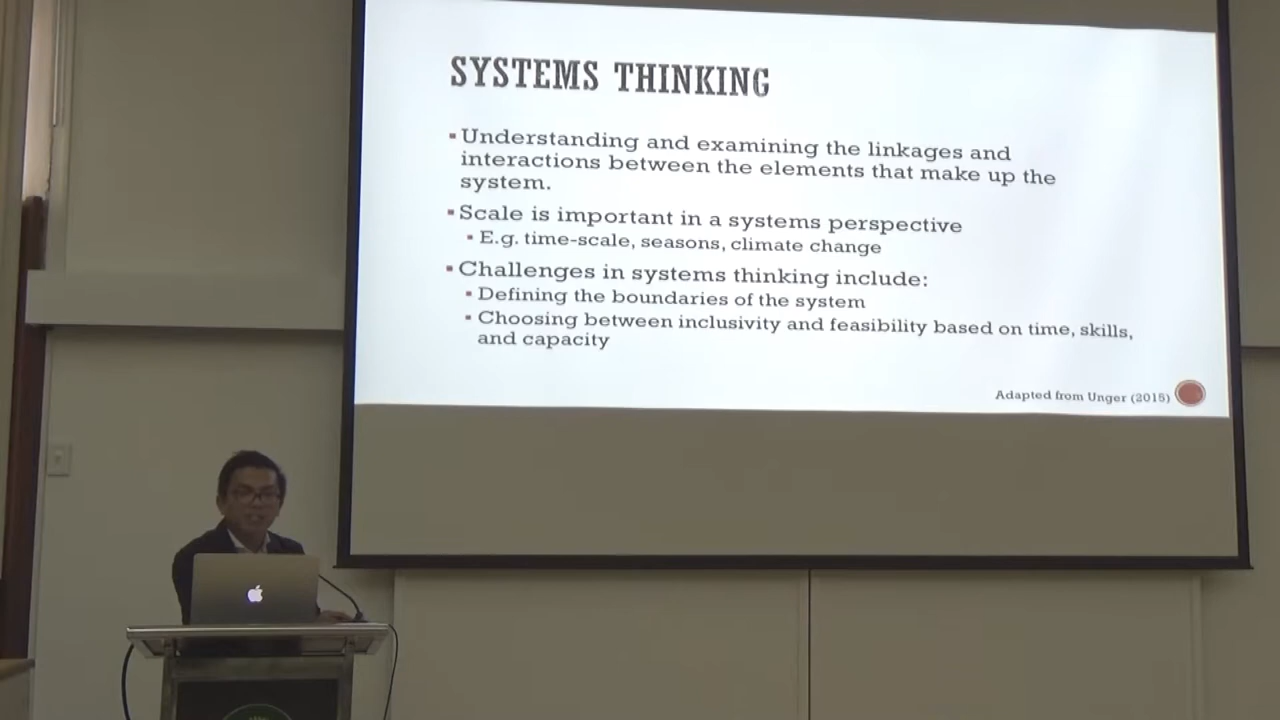 SYSTEMS THINKING
▪Understanding and examining the linkages and
interactions between the elements that make up the
system.
▪Scale is important in a systems perspective
▪E.g. time-scale, seasons, climate change
▪Challenges in systems thinking include:
▪Defining the boundaries of the system
▪Choosing between inclusivity and feasibility based on time, skills,
and capacity
Adapted from Unger (2015)